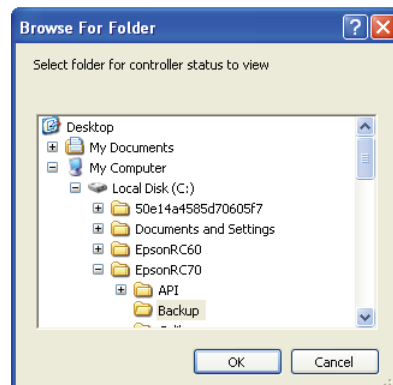 Browse For Folder
Select folder for controller status to view
Desktop
My Documents
My Computer
Local Disk (C:)
50e14a4585d70605f7
Documents and Settings
EpsonRC60
EpsonRC70
API
Backup
OK Cancel